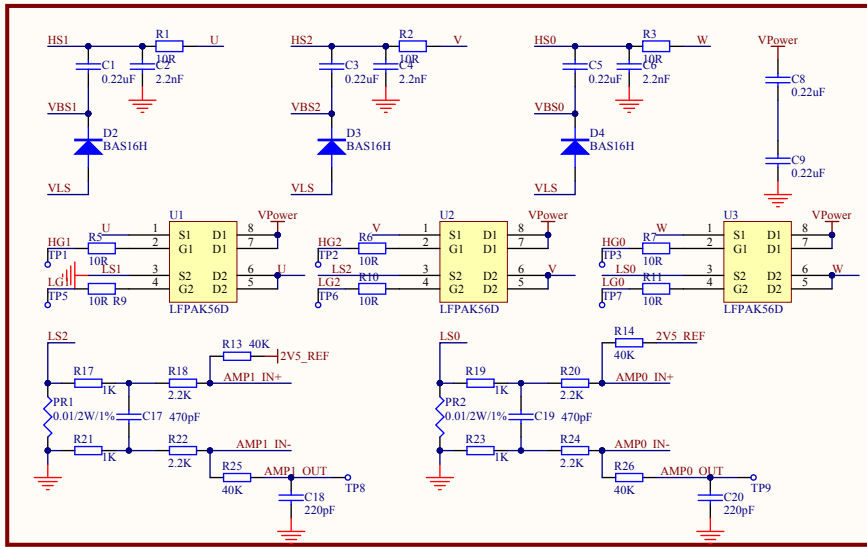 HS1 R1 U HS2 R2 V HS0 R3 W VPower
10R 10R 10R
C1 C2 C3 C4 C5 C6 C8
0.22uF 2.2nF 0.22uF 2.2nF 0.22uF 2.2nF 0.22uF
VBS1 VBS2 VBS0
D2 D3 D4
BAS16H BAS16H BAS16H
C9
0.22uF
VLS VLS VLS
U1 VPower U2 VPower U3 VPower
U 1 S1 D1 8 V 1 S1 D1 8 W 1 S1 D1 8
HG1 R5 2 G1 D1 7 HG2 R6 2 G1 D1 7 HG0 R7 2 G1 D1 7
TP1 10R TP2 10R TP3 10R
LS1 3 S2 D2 6 U LS2 3 S2 D2 6 V LS0 3 S2 D2 6 W
LG1 4 G2 D2 5 LG2 R10 4 G2 D2 5 LG0 R11 4 G2 D2 5
TP5 10R R9 LFPAK56D TP6 10R LFPAK56D TP7 10R LFPAK56D
LS2 R13 40K LS0 R14 2V5_REF
2V5_REF 40K
R17 R18 AMP1_IN+ R19 R20 AMP0_IN+
1K 2.2K 1K 2.2K
PR1 PR2
0.01/2W/1% C17 470pF 0.01/2W/1% C19 470pF
R21 R22 AMP1_IN- R23 R24 AMP0_IN-
1K 2.2K 1K 2.2K
R25 AMP1_OUT R26 AMP0_OUT
40K TP8 40K TP9
C18 C20
220pF 220pF